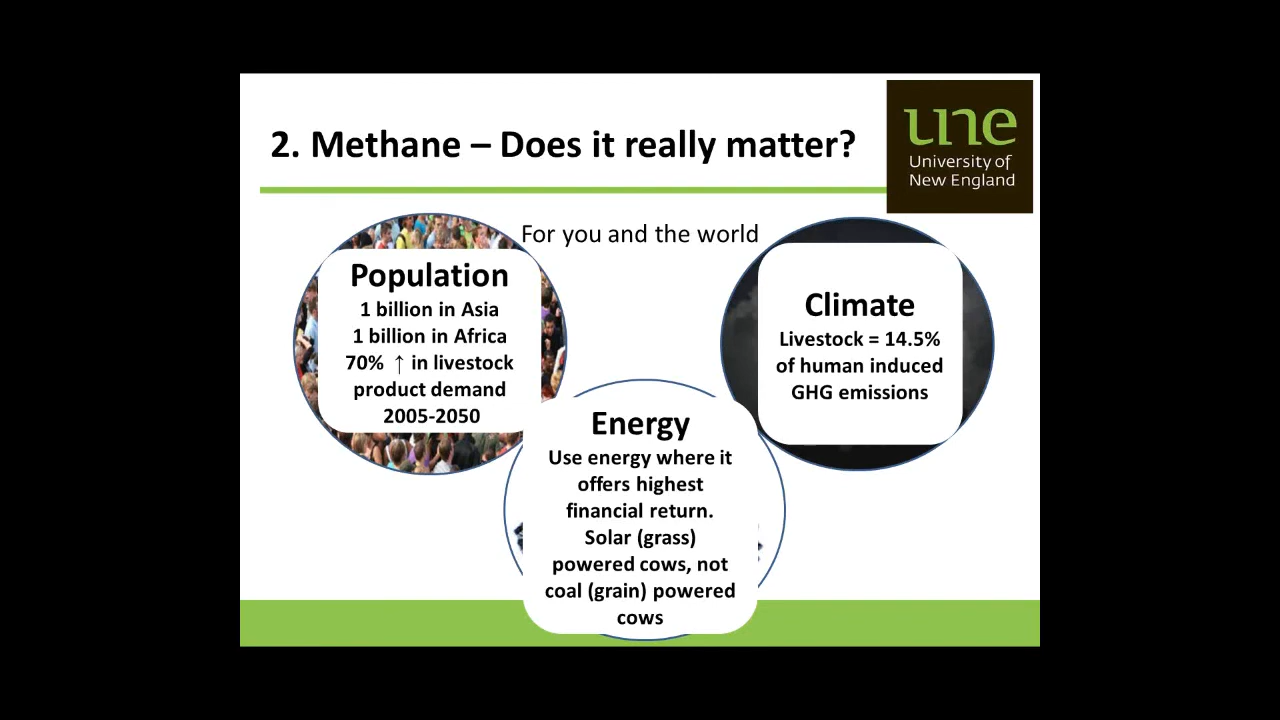 2. Methane – Does it really matter?
une
University of
New England
For you and the world
Population
1 billion in Asia
1 billion in Africa
70% ↑ in livestock
product demand
2005-2050
Climate
Livestock = 14.5%
of human induced
GHG emissions
Energy
Use energy where it
offers highest
financial return.
Solar (grass)
powered cows, not
coal (grain) powered
cows